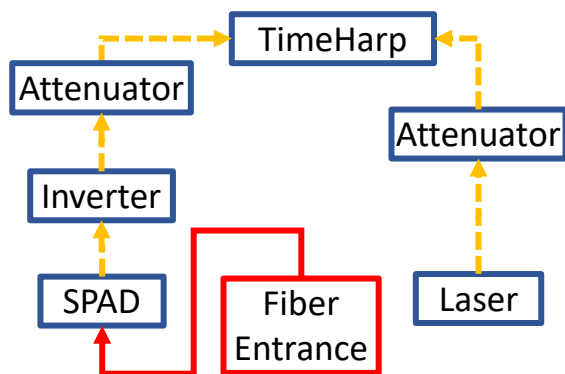 TimeHarp
Attenuator
Attenuator
Inverter
SPAD
Fiber
Entrance
Laser